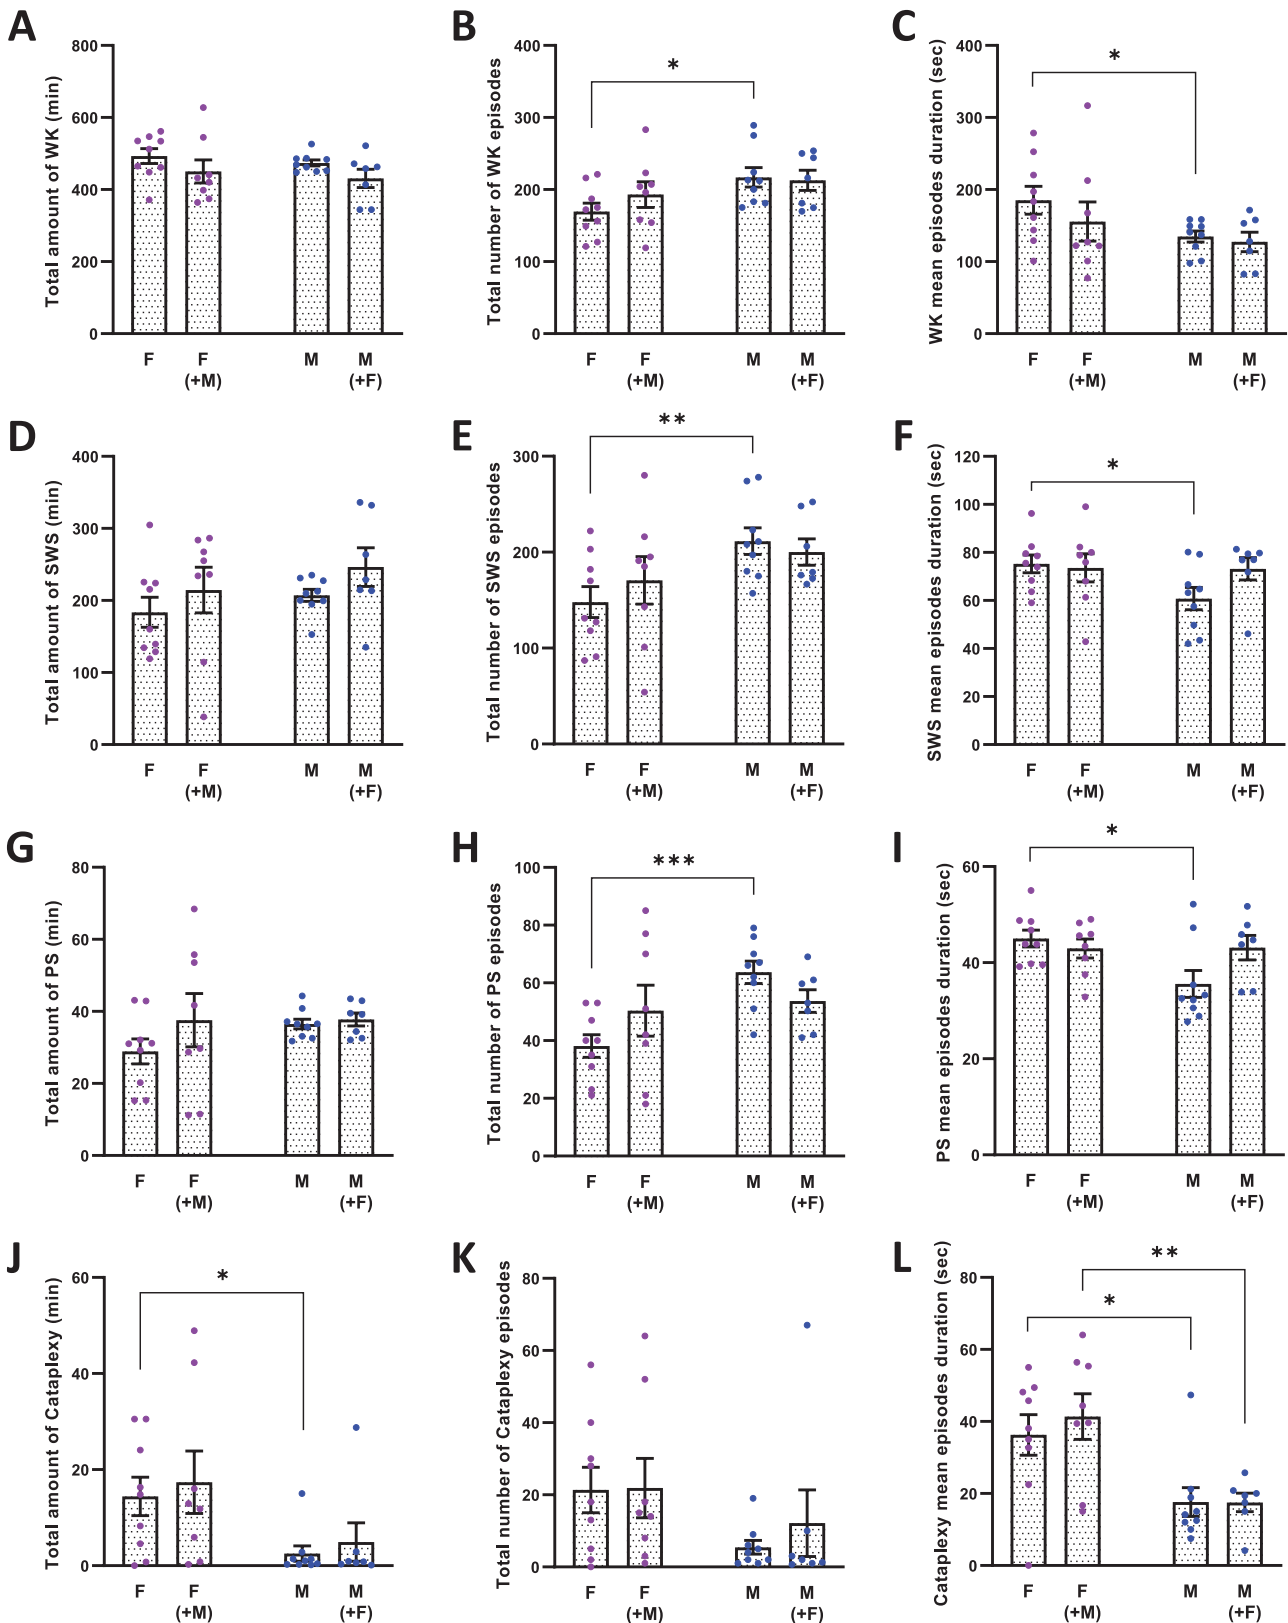 A
Total amount of WK (min)
800
600
400
200
0
F
F
M
M
(+M)
(+F)
B
Total number of WK episodes
400
300
200
100
0
*
F
F
M
M
(+M)
(+F)
C
WK mean episodes duration (sec)
400
300
200
100
0
*
F
F
M
M
(+M)
(+F)
D
Total amount of SWS (min)
400
300
200
100
0
F
F
M
M
(+M)
(+F)
E
Total number of SWS episodes
300
200
100
0
**
F
F
M
M
(+M)
(+F)
F
SWS mean episodes duration (sec)
120
100
80
60
40
20
0
*
F
F
M
M
(+M)
(+F)
G
Total amount of PS (min)
80
60
40
20
0
F
F
M
M
(+M)
(+F)
H
Total number of PS episodes
100
80
60
40
20
0
***
F
F
M
M
(+M)
(+F)
I
PS mean episodes duration (sec)
60
40
20
0
*
F
F
M
M
(+M)
(+F)
J
Total amount of Cataplexy (min)
60
40
20
0
*
F
F
M
M
(+M)
(+F)
K
Total number of Cataplexy episodes
80
60
40
20
0
F
F
M
M
(+M)
(+F)
L
Cataplexy mean episodes duration (sec)
80
60
40
20
0
**
*
F
F
M
M
(+M)
(+F)